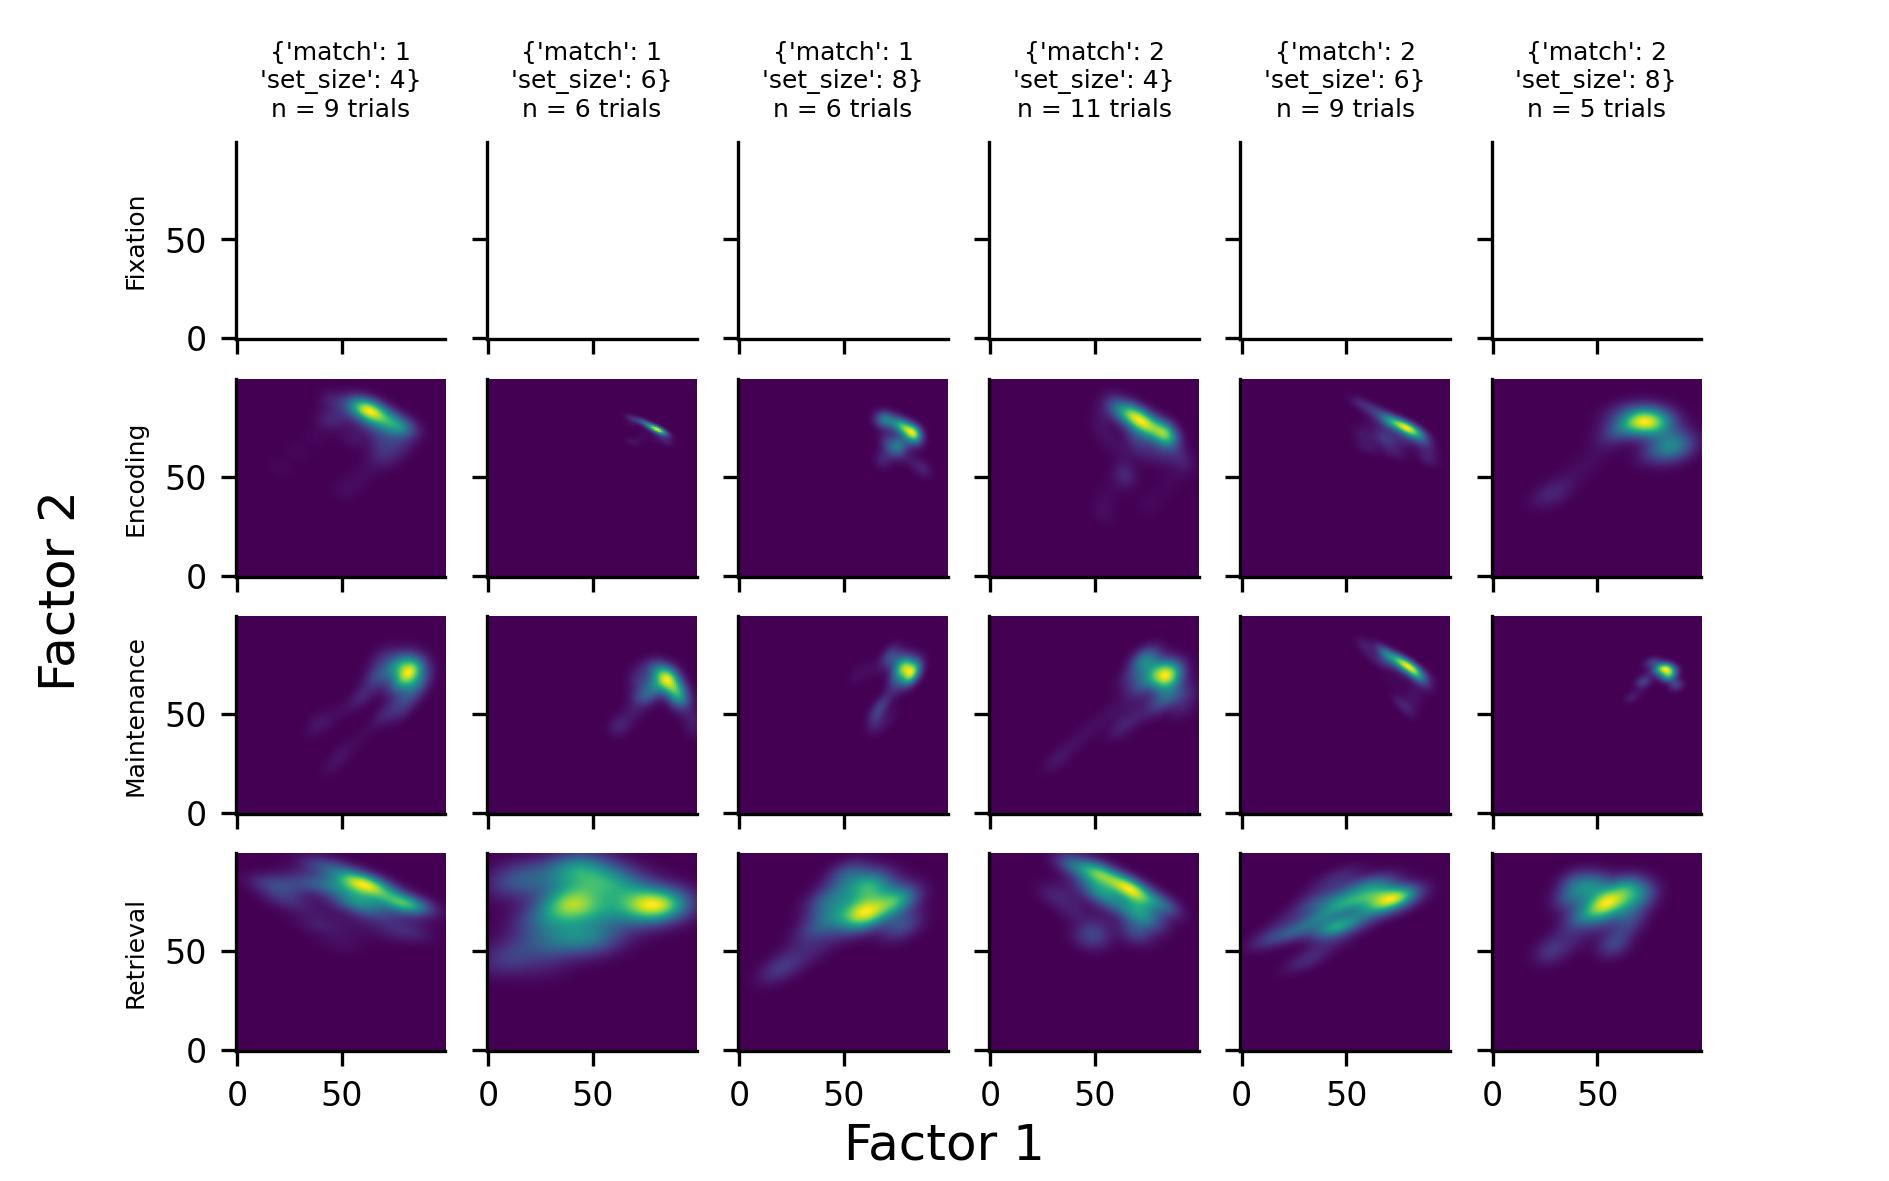 {'match': 1
'set_size': 4}
n = 9 trials
{'match': 1
'set_size': 6}
n = 6 trials
{'match': 1
'set_size': 8}
n = 6 trials
{'match': 2
'set_size': 4}
n = 11 trials
{'match': 2
'set_size': 6}
n = 9 trials
{'match': 2
'set_size': 8}
n = 5 trials
Factor 2
Fixation
50
0
Encoding
50
0
Maintenance
50
0
Retrieval
50
0
0 50 0 50 0 50 0 50 0 50 0 50
Factor 1